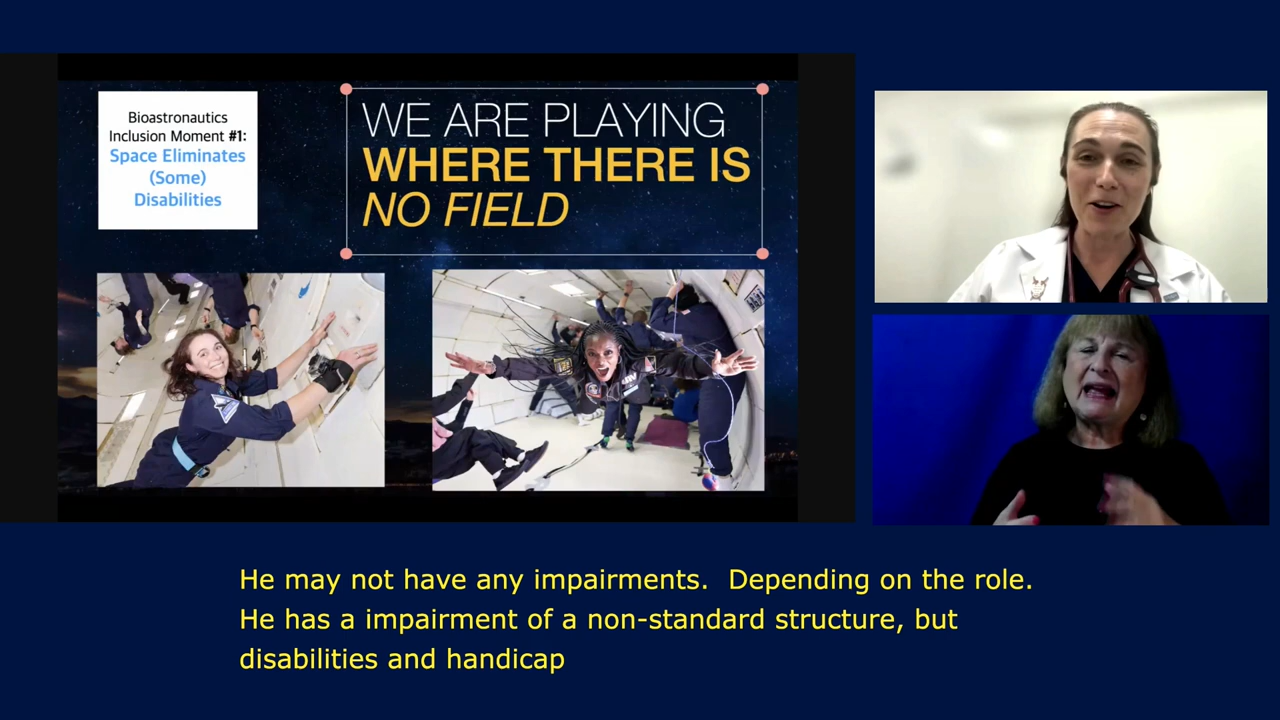 Bioastronautics
Inclusion Moment #1:
Space Eliminates
(Some)
Disabilities
WE ARE PLAYING
WHERE THERE IS
NO FIELD
He may not have any impairments.  Depending on the role.
He has a impairment of a non-standard structure, but
disabilities and handicap